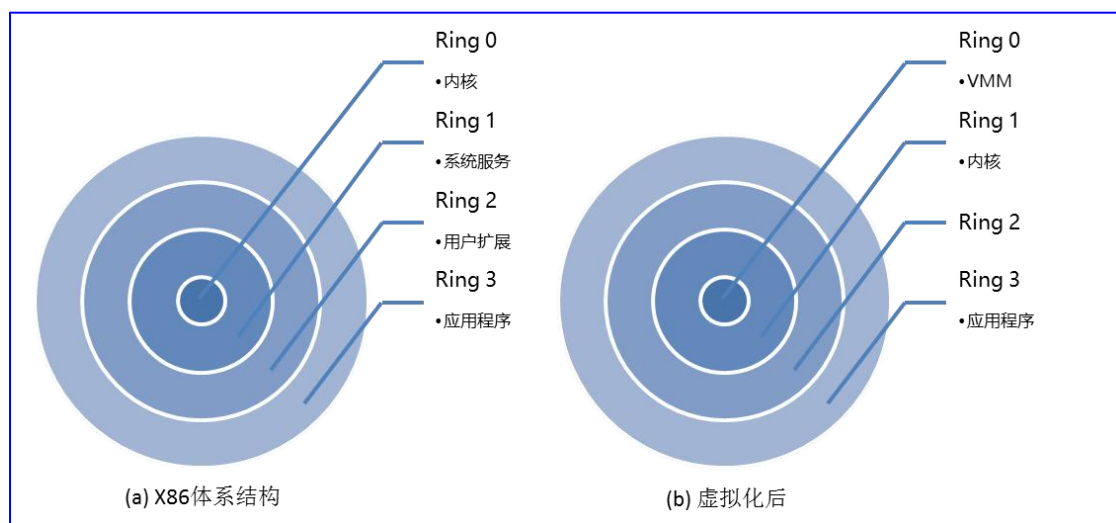 Ring 0
•内核
Ring 1
•系统服务
Ring 2
•用户扩展
Ring 3
•应用程序
(a) X86体系结构
Ring 0
•VMM
Ring 1
•内核
Ring 2
Ring 3
•应用程序
(b) 虚拟化后